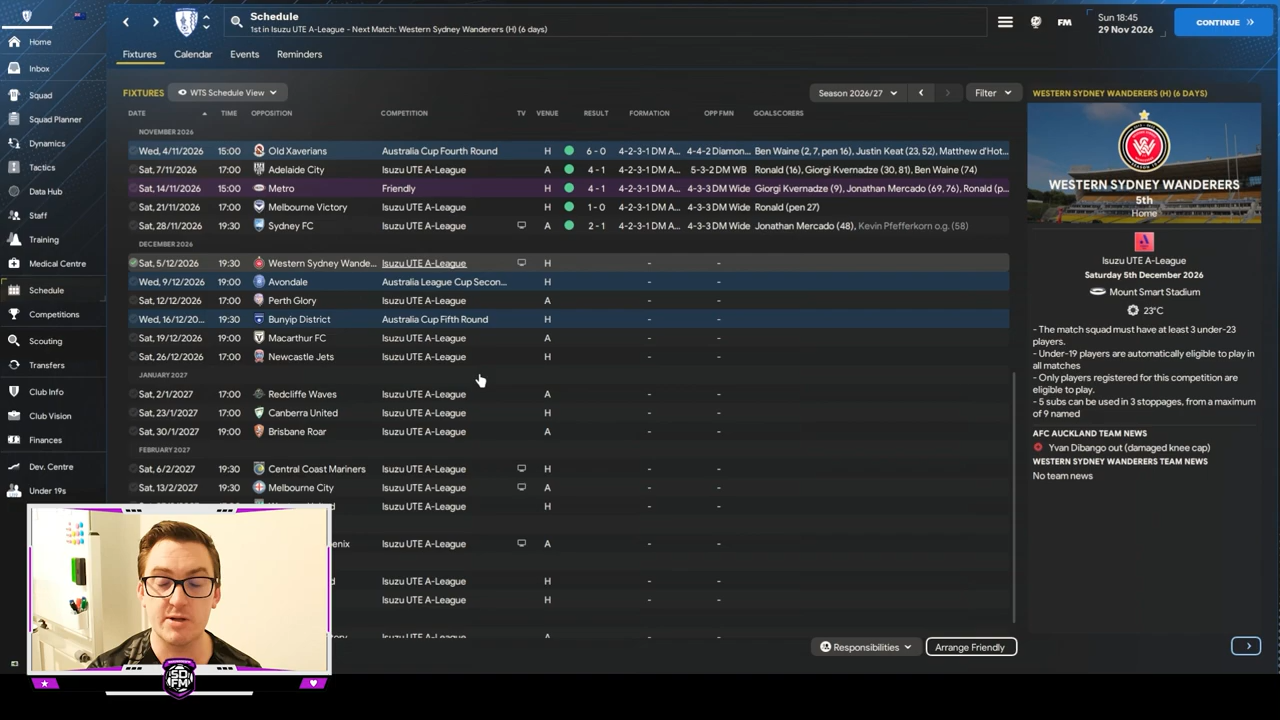 Schedule
1st in Isuzu UTE A-League - Next Match: Western Sydney Wanderers (H) (6 days)
FM
Sun 18:45
29 Nov 2026
CONTINUE
Home
Inbox
Squad
Squad Planner
Dynamics
Tactics
Data Hub
Staff
Training
Medical Centre
Schedule
Competitions
Scouting
Transfers
Club Info
Club Vision
Finances
Dev. Centre
Under 19s
Fixtures Calendar Events Reminders
FIXTURES WTS Schedule View Season 2026/27 Filter
DATE TIME OPPOSITION COMPETITION TV VENUE RESULT FORMATION OPP FMN GOALSCORERS
NOVEMBER 2026
Wed, 4/11/2026 15:00 Old Xaverians Australia Cup Fourth Round H 6 - 0 4-2-3-1 DM A... 4-4-2 Diamon... Ben Waine (2, 7, pen 16), Justin Keat (23, 52), Matthew d'Hot...
Sat, 7/11/2026 17:00 Adelaide City Isuzu UTE A-League A 4 - 1 4-2-3-1 DM A... 5-3-2 DM WB Ronald (16), Giorgi Kvernadze (30, 81), Ben Waine (74)
Sat, 14/11/2026 15:00 Metro Friendly H 4 - 1 4-2-3-1 DM A... 4-3-3 DM Wide Giorgi Kvernadze (9), Jonathan Mercado (69, 76), Ronald (p...
Sat, 21/11/2026 17:00 Melbourne Victory Isuzu UTE A-League H 1 - 0 4-2-3-1 DM A... 4-3-3 DM Wide Ronald (pen 27)
Sat, 28/11/2026 19:30 Sydney FC Isuzu UTE A-League A 2 - 1 4-2-3-1 DM A... 4-3-3 DM Wide Jonathan Mercado (48), Kevin Pfefferkorn o.g. (58)
DECEMBER 2026
Sat, 5/12/2026 19:30 Western Sydney Wande... Isuzu UTE A-League H - -
Wed, 9/12/2026 19:00 Avondale Australia League Cup Secon... H - -
Sat, 12/12/2026 17:00 Perth Glory Isuzu UTE A-League A - -
Wed, 16/12/20... 19:30 Bunyip District Australia Cup Fifth Round H - -
Sat, 19/12/2026 19:00 Macarthur FC Isuzu UTE A-League A - -
Sat, 26/12/2026 17:00 Newcastle Jets Isuzu UTE A-League H - -
JANUARY 2027
Sat, 2/1/2027 17:00 Redcliffe Waves Isuzu UTE A-League A - -
Sat, 23/1/2027 17:00 Canberra United Isuzu UTE A-League H - -
Sat, 30/1/2027 19:00 Brisbane Roar Isuzu UTE A-League A - -
FEBRUARY 2027
Sat, 6/2/2027 19:30 Central Coast Mariners Isuzu UTE A-League H - -
Sat, 13/2/2027 19:30 Melbourne City Isuzu UTE A-League A - -
Isuzu UTE A-League H - -
enix Isuzu UTE A-League A - -
d Isuzu UTE A-League H - -
Isuzu UTE A-League H - -
ory Isuzu UTE A-League A - -
Responsibilities Arrange Friendly
WESTERN SYDNEY WANDERERS (H) (6 DAYS)
WESTERN SYDNEY WANDERERS
5th
Home
Isuzu UTE A-League
Saturday 5th December 2026
Mount Smart Stadium
23°C
- The match squad must have at least 3 under-23
players.
- Under-19 players are automatically eligible to play in
all matches
- Only players registered for this competition are
eligible to play.
- 5 subs can be used in 3 stoppages, from a maximum
of 9 named
AFC AUCKLAND TEAM NEWS
Yvan Dibango out (damaged knee cap)
WESTERN SYDNEY WANDERERS TEAM NEWS
No team news
SDFM